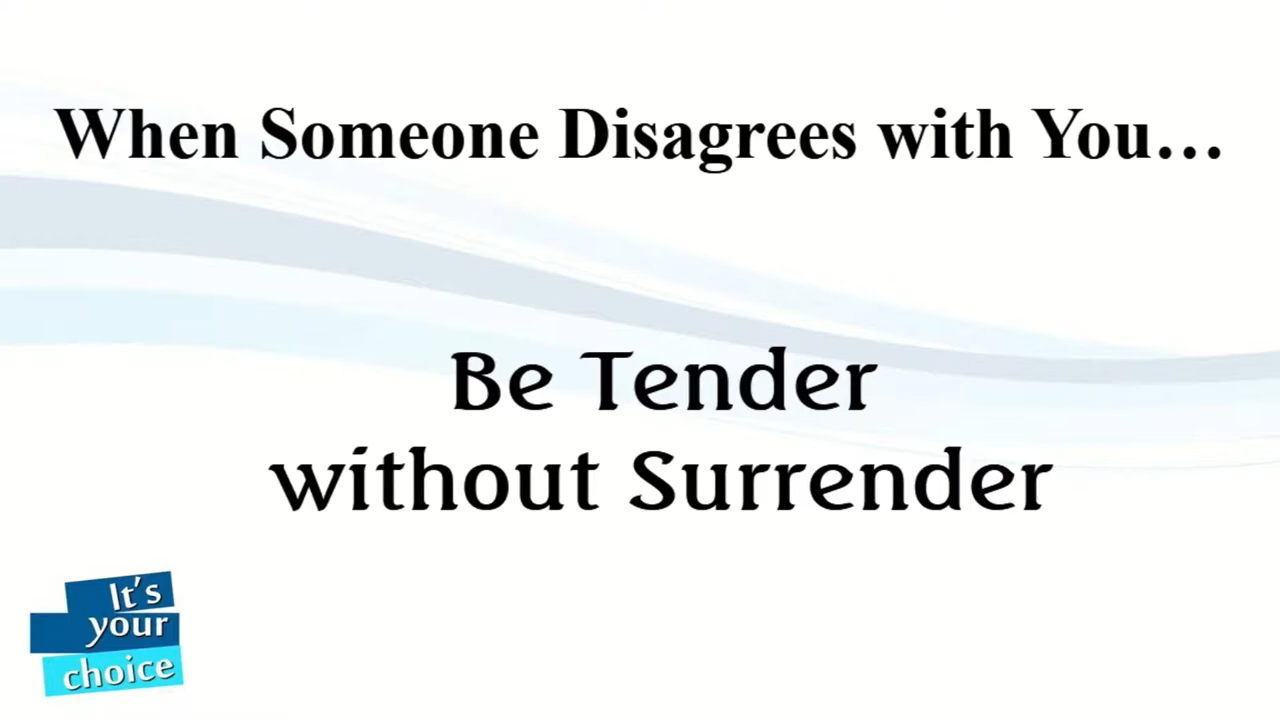 When Someone Disagrees with You…
Be Tender
without Surrender
It's
your
choice